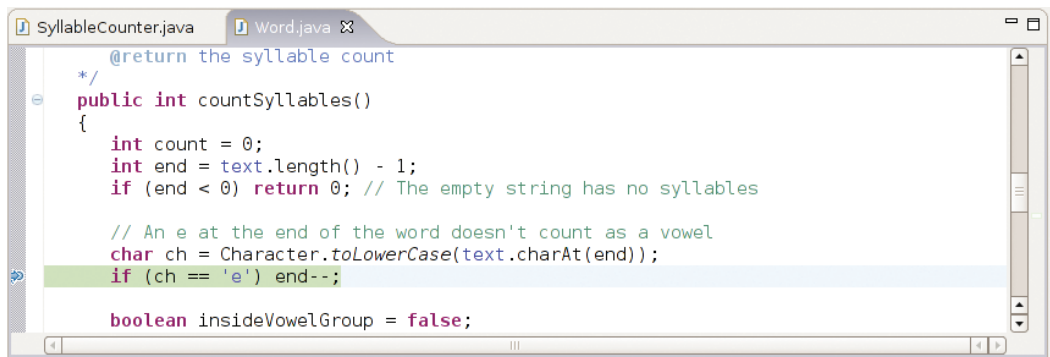 SyllableCounter.java Word.java
@return the syllable count
*/
public int countSyllables()
{
int count = 0;
int end = text.length() - 1;
if (end < 0) return 0; // The empty string has no syllables
// An e at the end of the word doesn't count as a vowel
char ch = Character.toLowerCase(text.charAt(end));
if (ch == 'e') end--;
boolean insideVowelGroup = false;